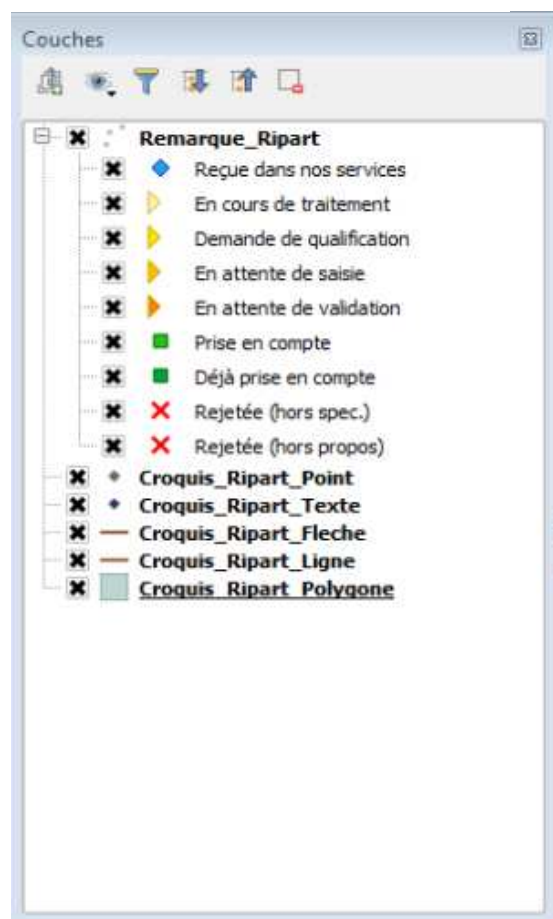 Couches
Remarque_Ripart
Reçue dans nos services
En cours de traitement
Demande de qualification
En attente de saisie
En attente de validation
Prise en compte
Déjà prise en compte
Rejetée (hors spec.)
Rejetée (hors propos)
Croquis_Ripart_Point
Croquis_Ripart_Texte
Croquis_Ripart_Fleche
Croquis_Ripart_Ligne
Croquis_Ripart_Polygone